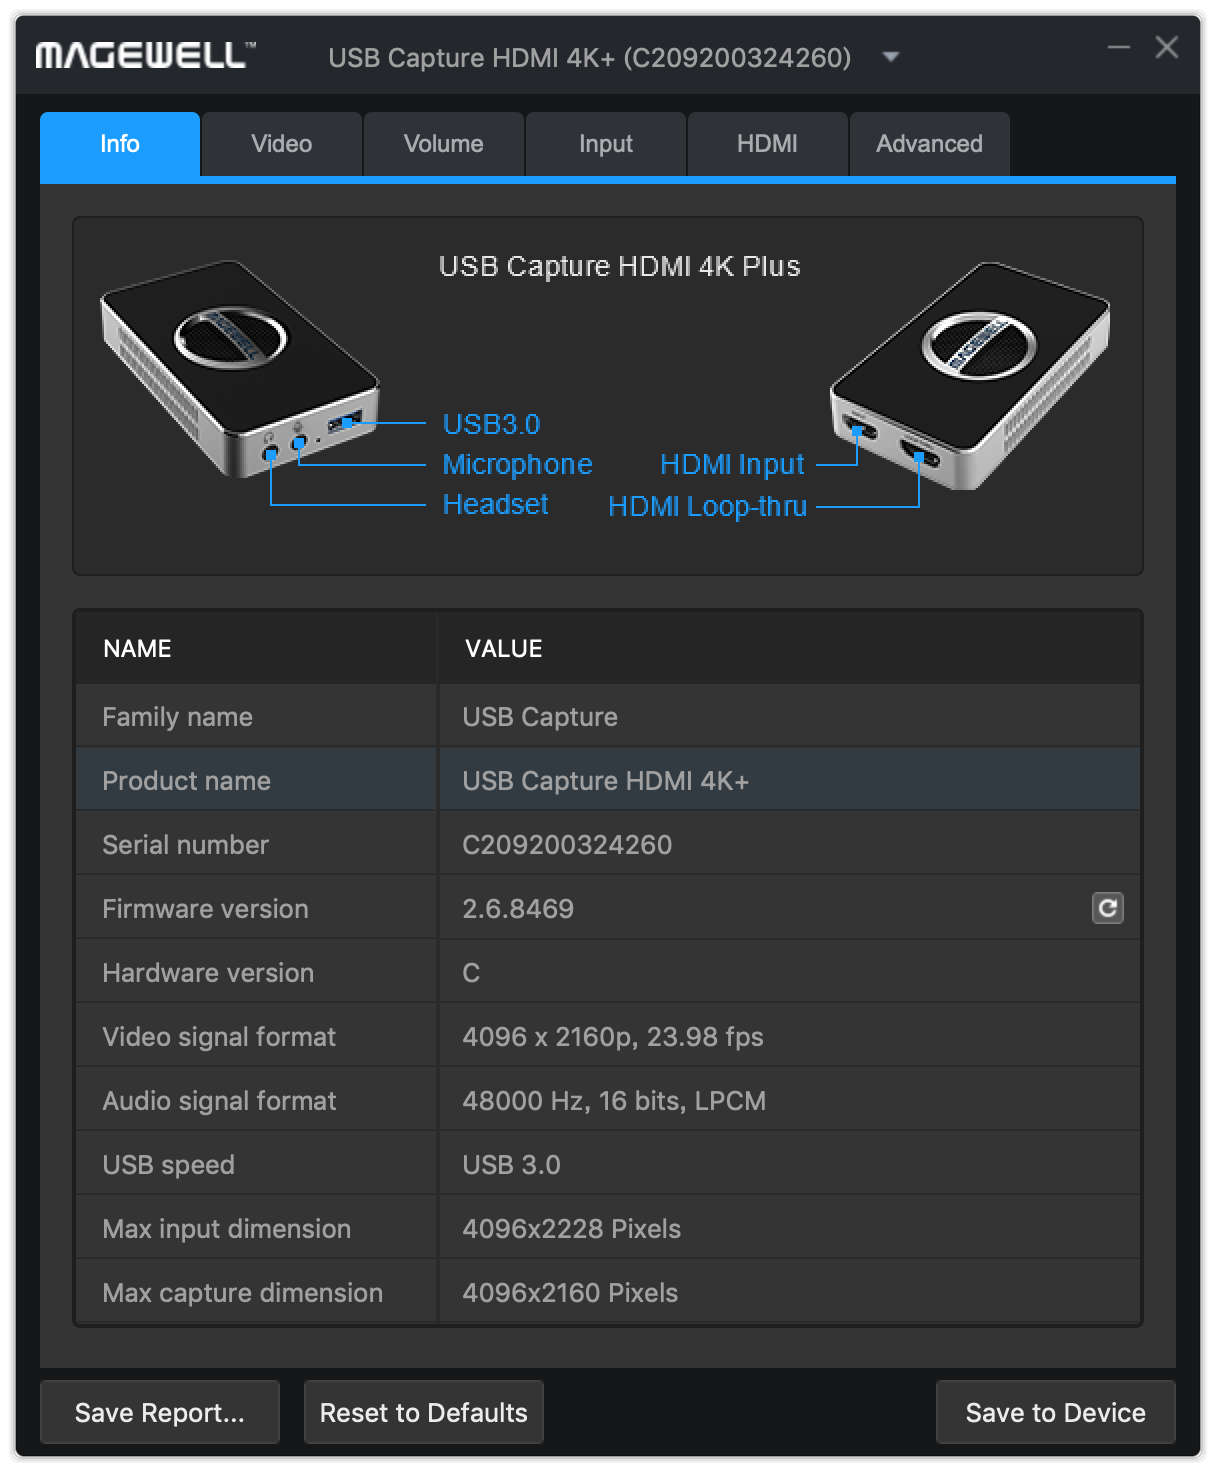 MAGEWELL™
USB Capture HDMI 4K+ (C209200324260)
Info Video Volume Input HDMI Advanced
USB Capture HDMI 4K Plus
MAGEWELL
MAGEWELL
USB3.0
Microphone
Headset
HDMI Input
HDMI Loop-thru
NAME VALUE
Family name USB Capture
Product name USB Capture HDMI 4K+
Serial number C209200324260
Firmware version 2.6.8469
Hardware version C
Video signal format 4096 x 2160p, 23.98 fps
Audio signal format 48000 Hz, 16 bits, LPCM
USB speed USB 3.0
Max input dimension 4096x2228 Pixels
Max capture dimension 4096x2160 Pixels
Save Report... Reset to Defaults Save to Device